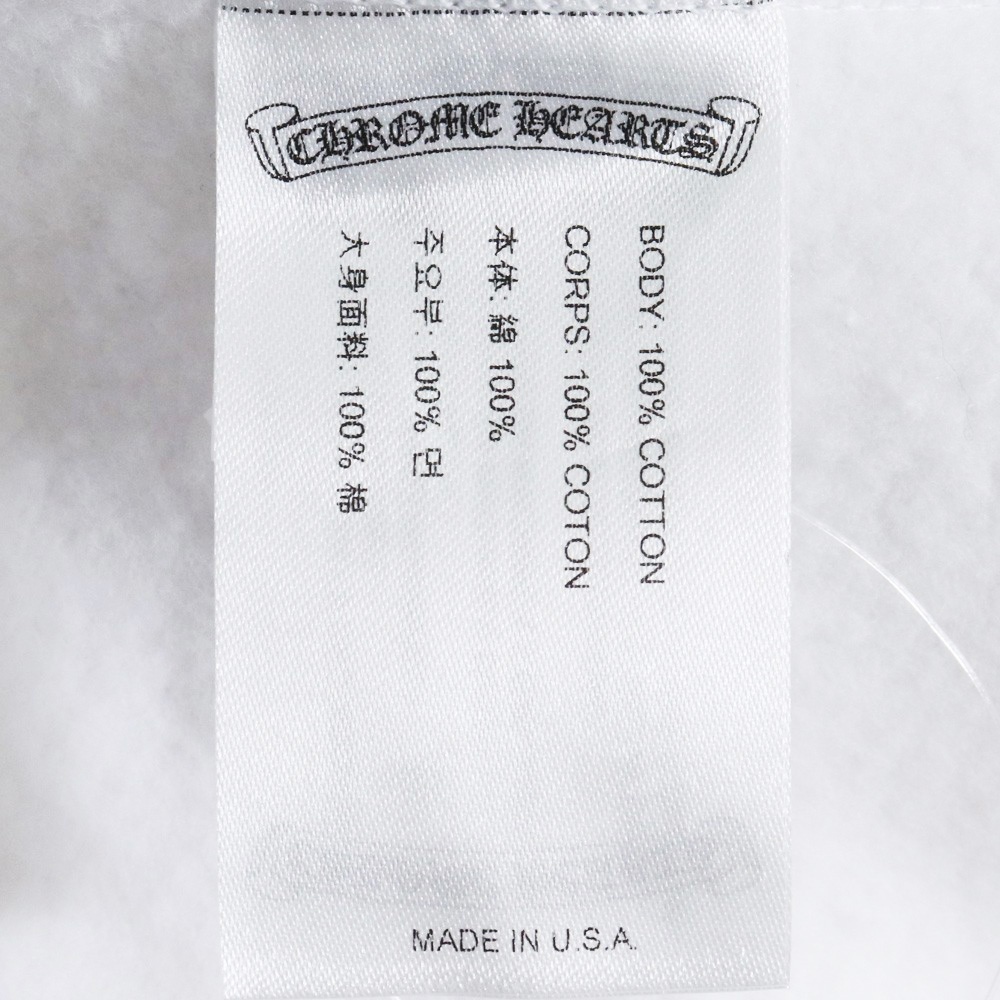 CHROME HEARTS
BODY: 100% COTTON
CORPS: 100% COTON
本体: 綿 100%
주요부: 100% 면
大身面料: 100% 棉
MADE IN U.S.A.